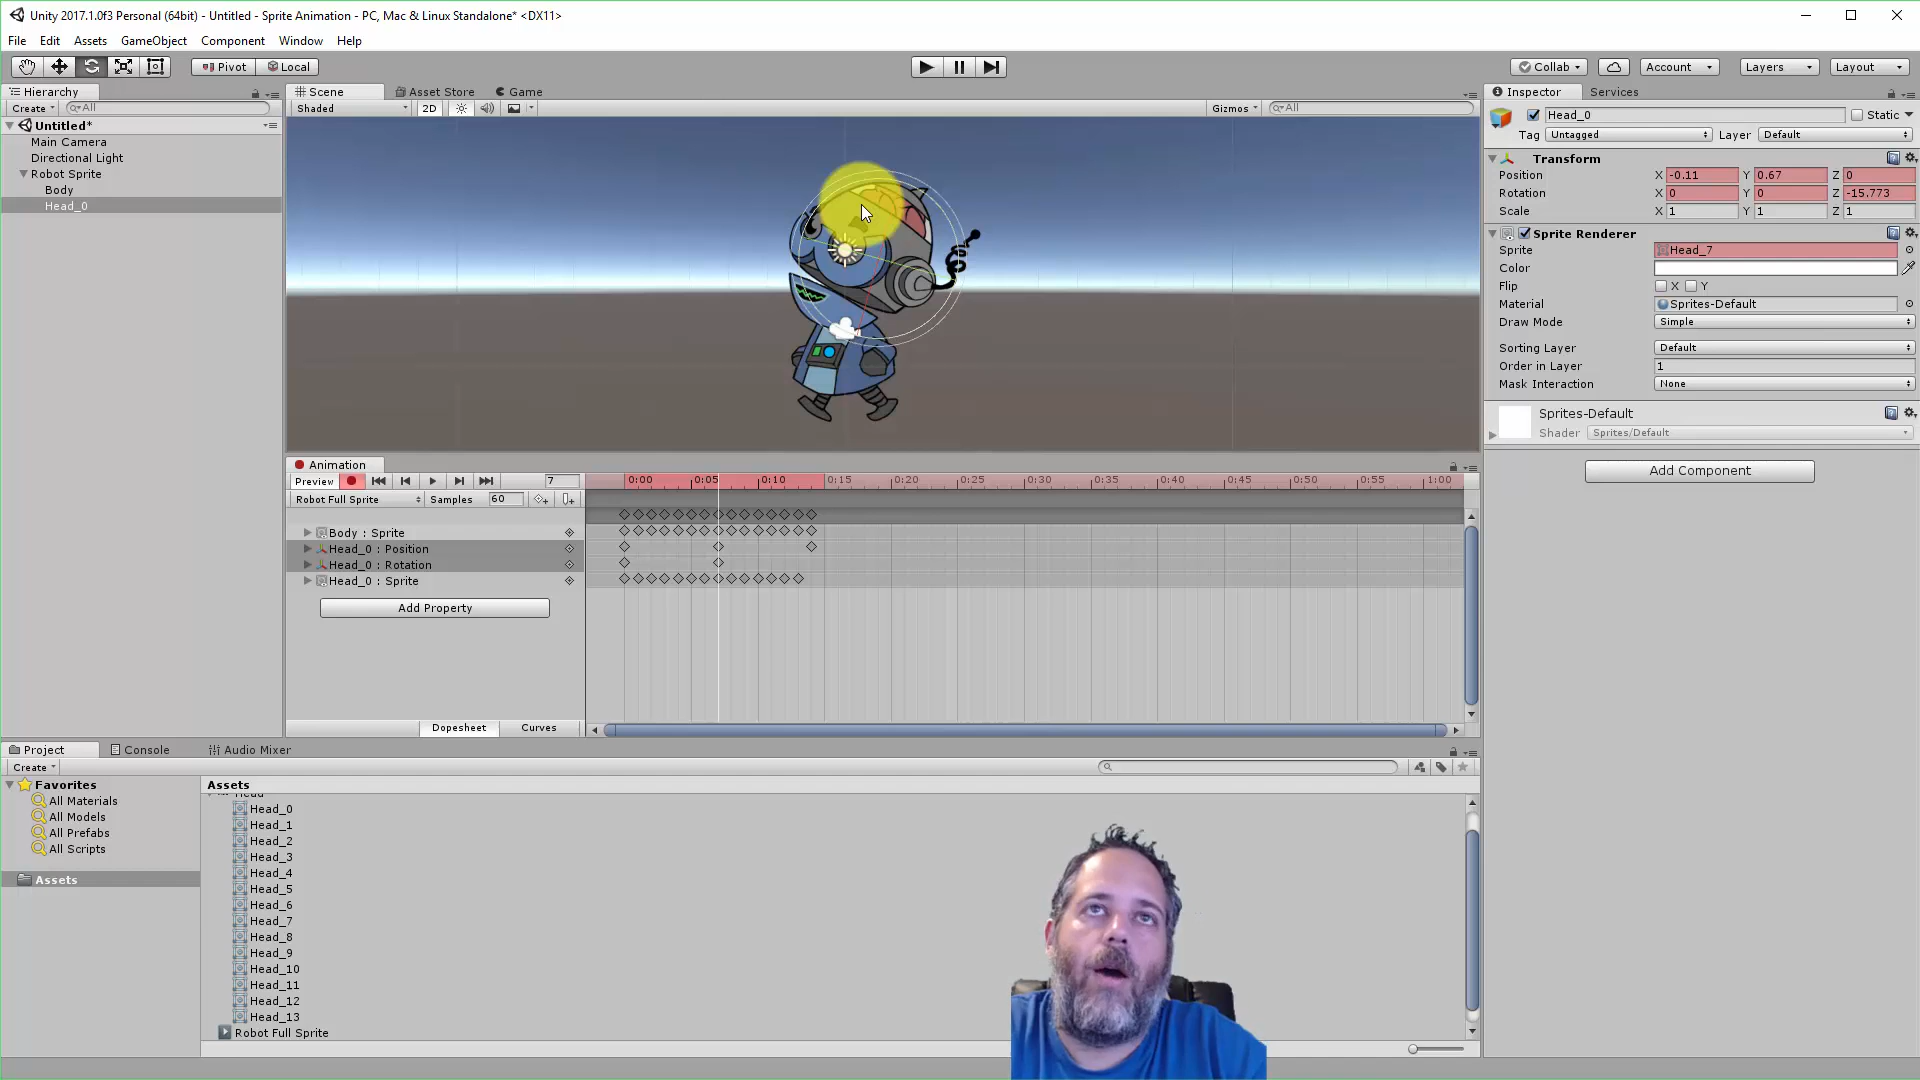 Unity 2017.1.0f3 Personal (64bit) - Untitled - Sprite Animation - PC, Mac & Linux Standalone* <DX11>
File Edit Assets GameObject Component Window Help
Pivot Local Collab Account Layers Layout
Hierarchy
Create All
Untitled*
Main Camera
Directional Light
Robot Sprite
Body
Head_0
Scene Asset Store Game
Shaded 2D Gizmos All
Animation
Preview 7 0:00 0:05 0:10 0:15 0:20 0:25 0:30 0:35 0:40 0:45 0:50 0:55 1:00
Robot Full Sprite Samples 60
Body : Sprite
Head_0 : Position
Head_0 : Rotation
Head_0 : Sprite
Add Property
Dopesheet Curves
Inspector Services
Head_0 Static
Tag Untagged Layer Default
Transform
Position X -0.11 Y 0.67 Z 0
Rotation X 0 Y 0 Z -15.773
Scale X 1 Y 1 Z 1
Sprite Renderer
Sprite Head_7
Color
Flip X Y
Material Sprites-Default
Draw Mode Simple
Sorting Layer Default
Order in Layer 1
Mask Interaction None
Sprites-Default
Shader Sprites/Default
Add Component
Project Console Audio Mixer
Create
Favorites
All Materials
All Models
All Prefabs
All Scripts
Assets
Assets
Head
Head_0
Head_1
Head_2
Head_3
Head_4
Head_5
Head_6
Head_7
Head_8
Head_9
Head_10
Head_11
Head_12
Head_13
Robot Full Sprite